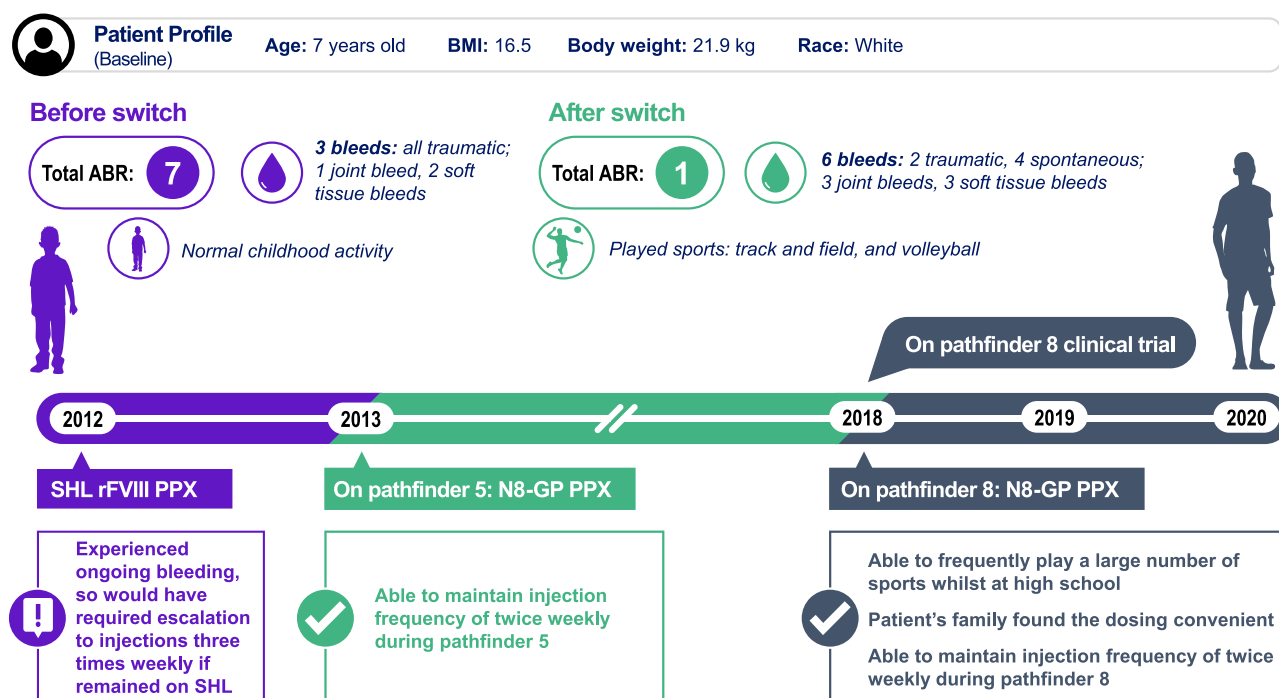 Patient Profile
(Baseline)
Age: 7 years old
BMI: 16.5
Body weight: 21.9 kg
Race: White
Before switch
Total ABR: 7
3 bleeds: all traumatic;
1 joint bleed, 2 soft
tissue bleeds
Normal childhood activity
After switch
Total ABR: 1
6 bleeds: 2 traumatic, 4 spontaneous;
3 joint bleeds, 3 soft tissue bleeds
Played sports: track and field, and volleyball
On pathfinder 8 clinical trial
2012
2013
2018
2019
2020
SHL rFVIII PPX
On pathfinder 5: N8-GP PPX
On pathfinder 8: N8-GP PPX
Experienced
ongoing bleeding,
so would have
required escalation
to injections three
times weekly if
remained on SHL
Able to maintain injection
frequency of twice weekly
during pathfinder 5
Able to frequently play a large number of
sports whilst at high school
Patient's family found the dosing convenient
Able to maintain injection frequency of twice
weekly during pathfinder 8